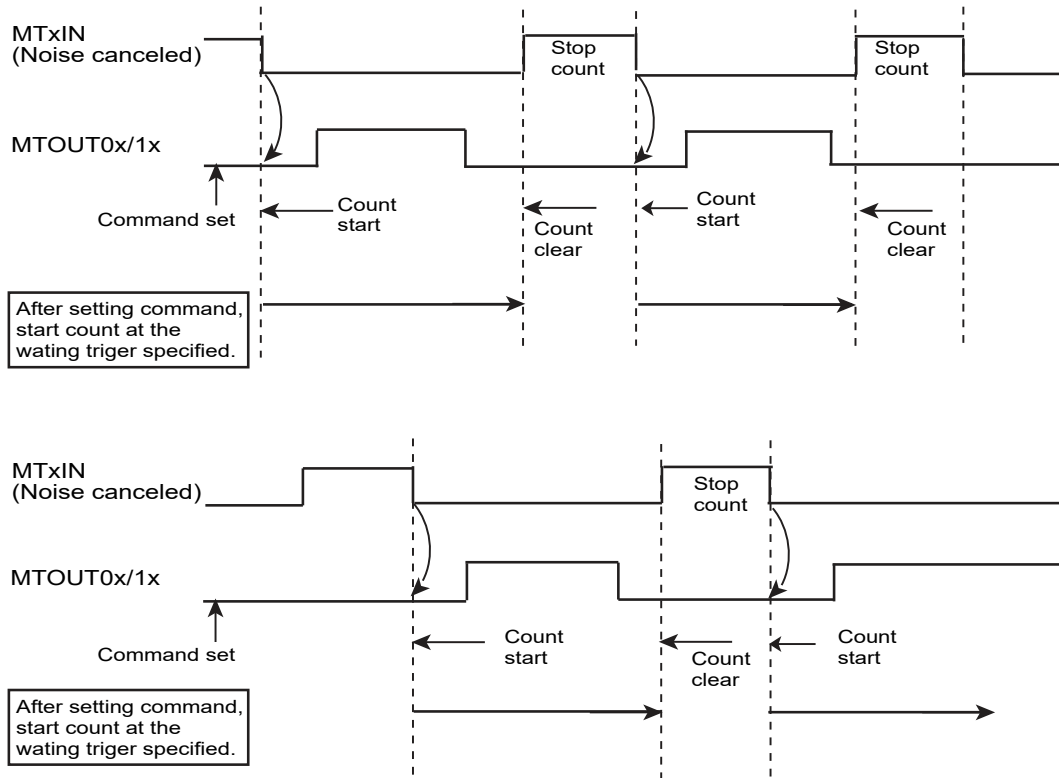 MTxIN
(Noise canceled)
Stop
count
Stop
count
MTOUT0x/1x
Command set
Count
start
Count
clear
Count
start
Count
clear
After setting command,
start count at the
wating triger specified.
MTxIN
(Noise canceled)
Stop
count
MTOUT0x/1x
Command set
Count
start
Count
clear
Count
start
After setting command,
start count at the
wating triger specified.